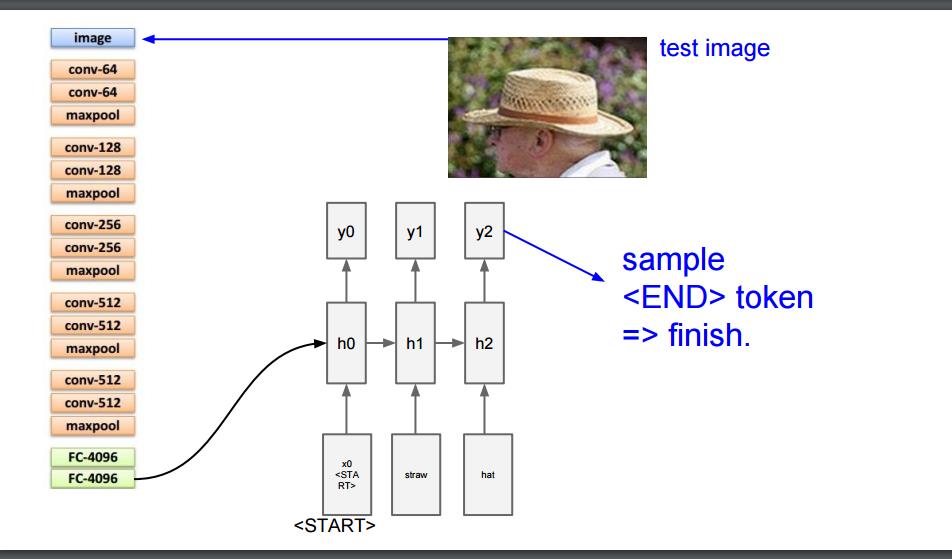 image
test image
conv-64
conv-64
maxpool
conv-128
conv-128
maxpool
conv-256
conv-256
maxpool
conv-512
conv-512
maxpool
conv-512
conv-512
maxpool
FC-4096
FC-4096
y0
y1
y2
sample
<END> token
=> finish.
h0
h1
h2
x0
<STA
RT>
straw
hat
<START>